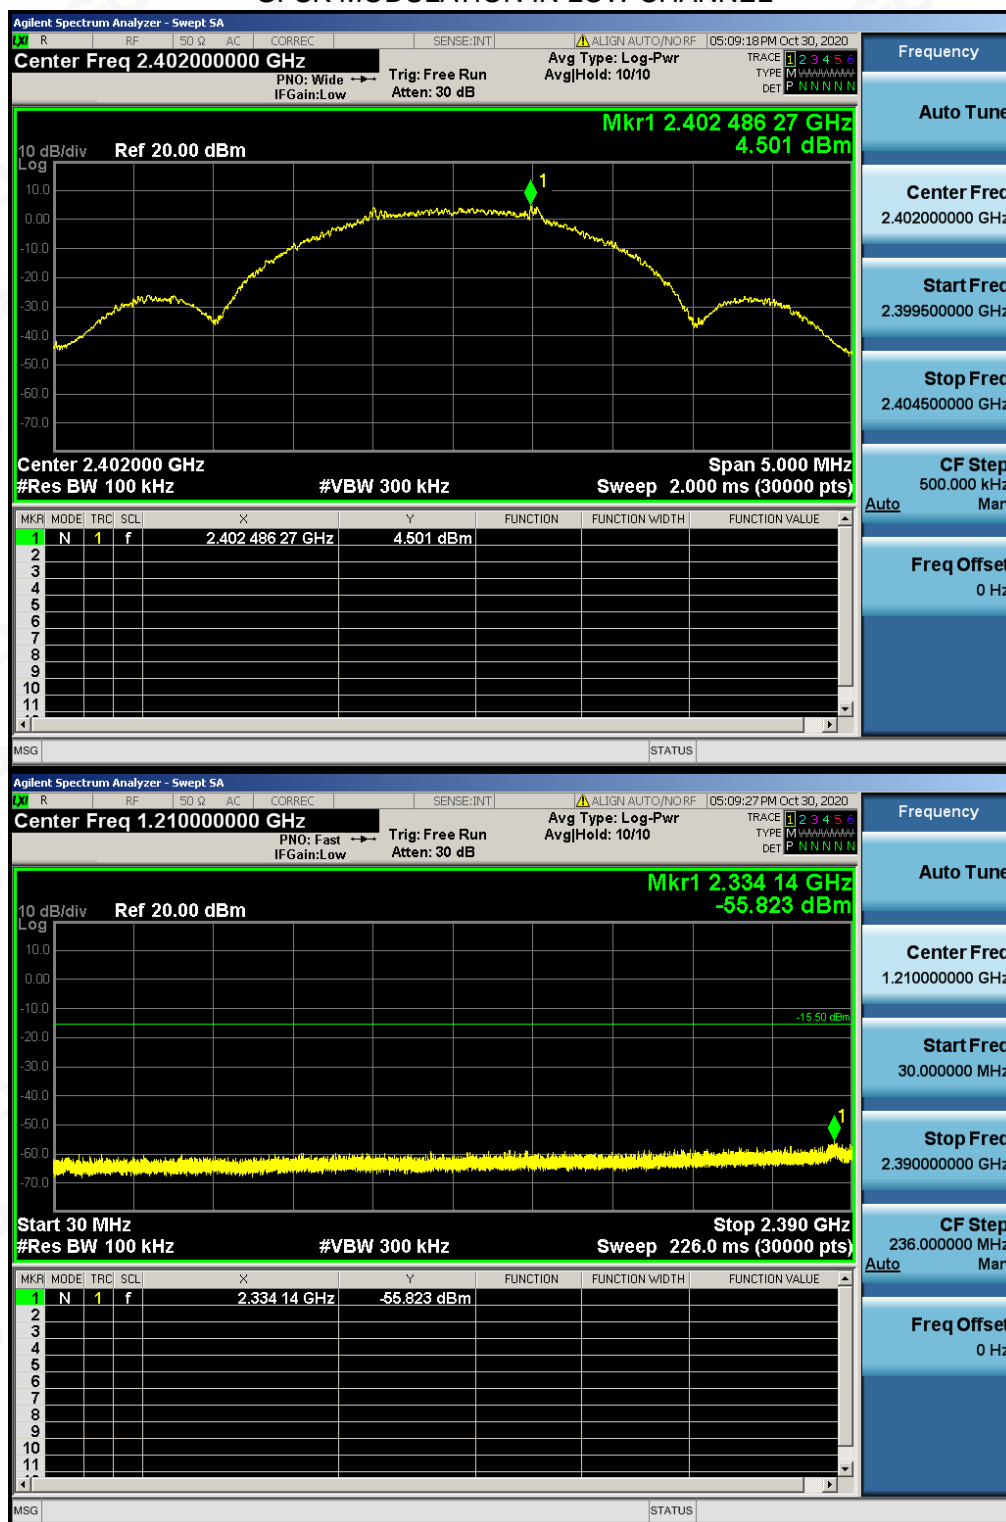 GFSK MODULATION IN LOW CHANNEL
Agilent Spectrum Analyzer - Swept SA
LXI R RF 50 Ω AC CORREC SENSE:INT ALIGN AUTO/NO RF 05:09:18 PM Oct 30, 2020
Center Freq 2.402000000 GHz
PNO: Wide
IFGain:Low
Trig: Free Run
Atten: 30 dB
Avg Type: Log-Pwr
Avg|Hold: 10/10
TRACE 1 2 3 4 5 6
TYPE M
DET P N N N N N
Mkr1 2.402 486 27 GHz
4.501 dBm
10 dB/div
Log
Ref 20.00 dBm
10.0
0.00
-10.0
-20.0
-30.0
-40.0
-50.0
-60.0
-70.0
1
Center 2.402000 GHz
Span 5.000 MHz
#Res BW 100 kHz
#VBW 300 kHz
Sweep 2.000 ms (30000 pts)
MKR MODE TRC SCL X Y FUNCTION FUNCTION WIDTH FUNCTION VALUE
1 N 1 f 2.402 486 27 GHz 4.501 dBm
2
3
4
5
6
7
8
9
10
11
MSG STATUS
Frequency
Auto Tune
Center Freq
2.402000000 GHz
Start Freq
2.399500000 GHz
Stop Freq
2.404500000 GHz
CF Step
500.000 kHz
Auto Man
Freq Offset
0 Hz
Agilent Spectrum Analyzer - Swept SA
LXI R RF 50 Ω AC CORREC SENSE:INT ALIGN AUTO/NO RF 05:09:27 PM Oct 30, 2020
Center Freq 1.210000000 GHz
PNO: Fast
IFGain:Low
Trig: Free Run
Atten: 30 dB
Avg Type: Log-Pwr
Avg|Hold: 10/10
TRACE 1 2 3 4 5 6
TYPE M
DET P N N N N N
Mkr1 2.334 14 GHz
-55.823 dBm
10 dB/div
Log
Ref 20.00 dBm
10.0
0.00
-10.0
-20.0
-30.0
-40.0
-50.0
-60.0
-70.0
-15.50 dBm
1
Start 30 MHz
Stop 2.390 GHz
#Res BW 100 kHz
#VBW 300 kHz
Sweep 226.0 ms (30000 pts)
MKR MODE TRC SCL X Y FUNCTION FUNCTION WIDTH FUNCTION VALUE
1 N 1 f 2.334 14 GHz -55.823 dBm
2
3
4
5
6
7
8
9
10
11
MSG STATUS
Frequency
Auto Tune
Center Freq
1.210000000 GHz
Start Freq
30.000000 MHz
Stop Freq
2.390000000 GHz
CF Step
236.000000 MHz
Auto Man
Freq Offset
0 Hz